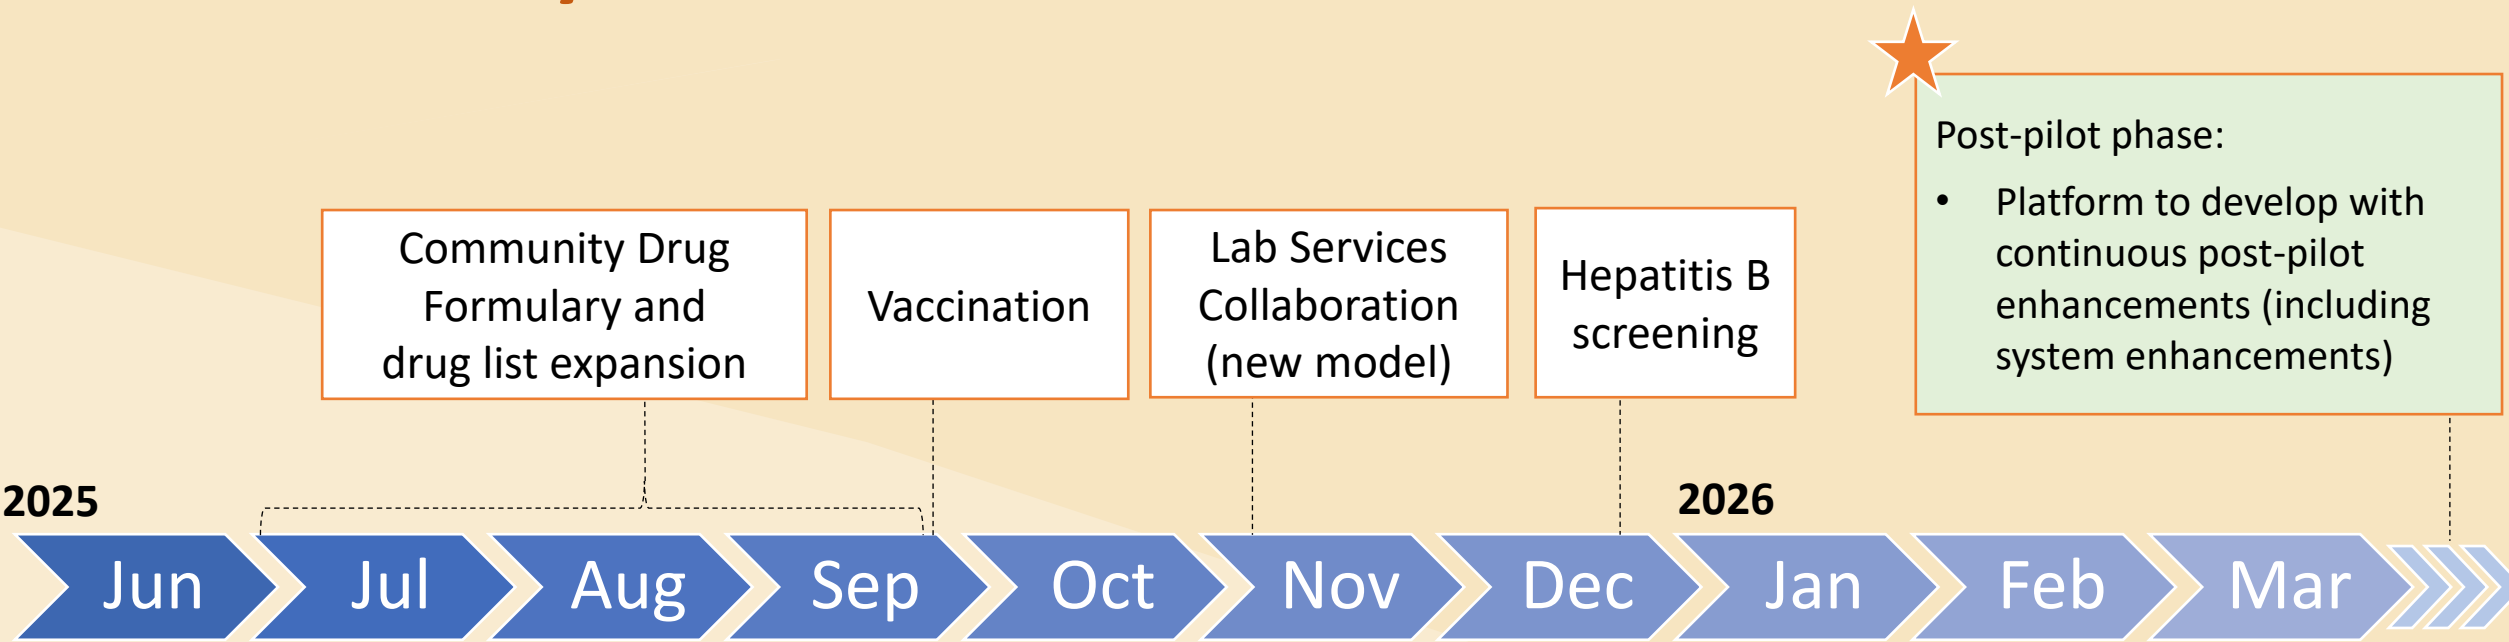 Community Drug
Formulary and
drug list expansion
Vaccination
Lab Services
Collaboration
(new model)
Hepatitis B
screening
Post-pilot phase:
• Platform to develop with
continuous post-pilot
enhancements (including
system enhancements)
2025
2026
Jun
Jul
Aug
Sep
Oct
Nov
Dec
Jan
Feb
Mar